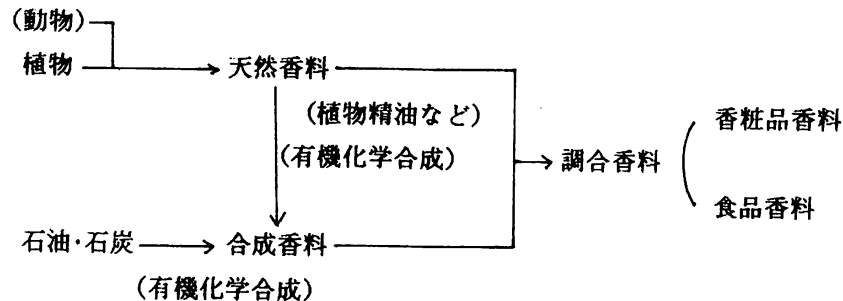 (動物)
植物
天然香料
(植物精油など)
(有機化学合成)
香粧品香料
調合香料
食品香料
石油・石炭
合成香料
(有機化学合成)